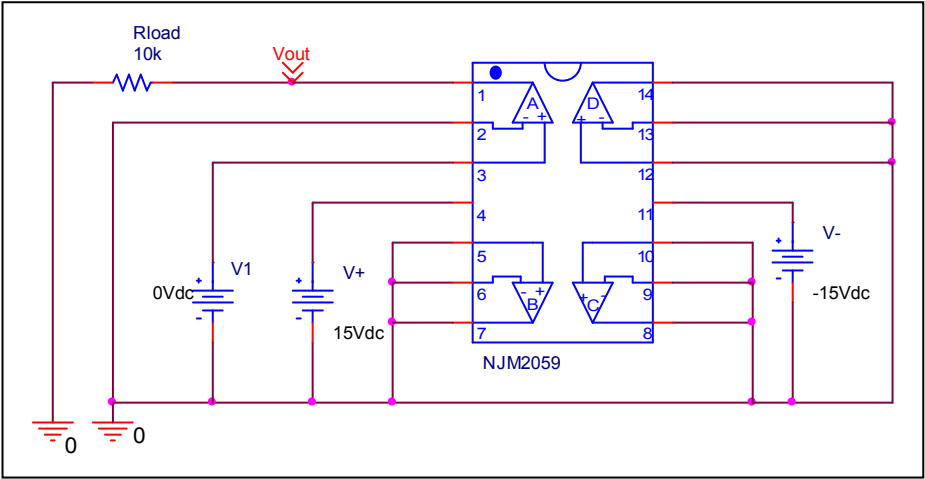 Rload
10k
Vout
1
2
3
4
5
6
7
14
13
12
11
10
9
8
A
- +
D
+ -
B
- +
C
+ -
+
V1
0Vdc
-
+
V+
15Vdc
-
+
V-
-15Vdc
-
NJM2059
0
0